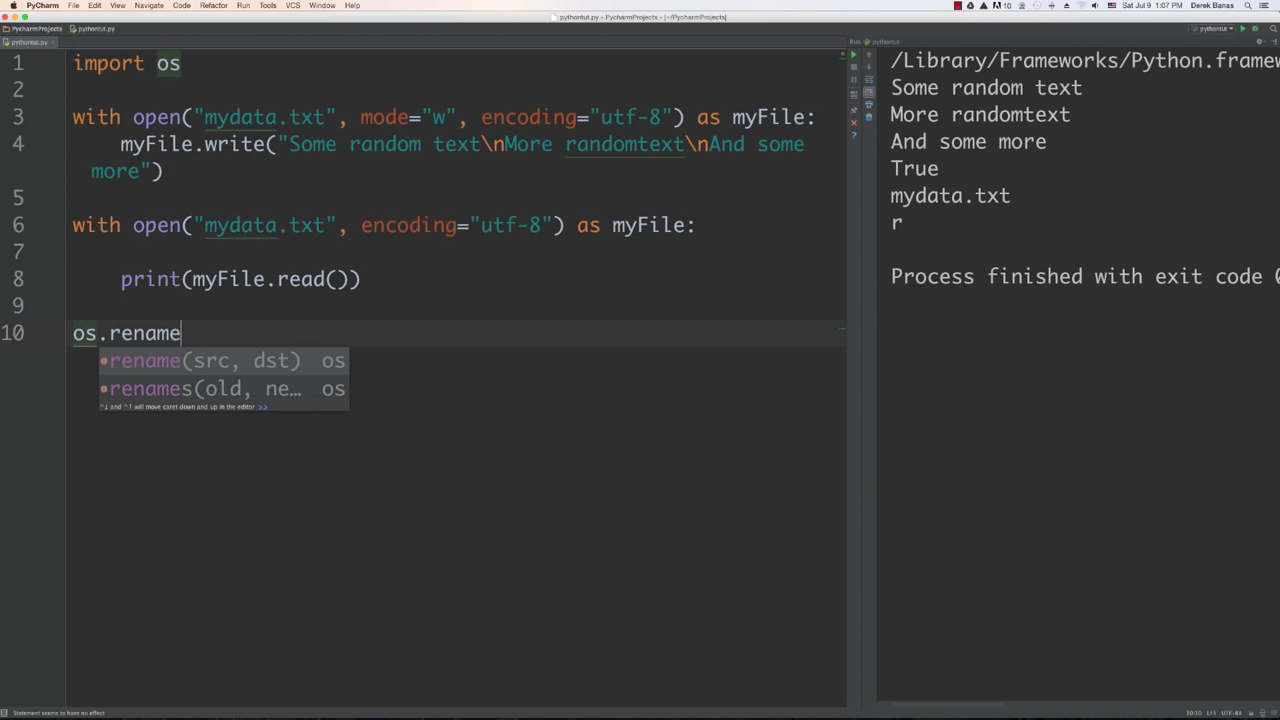 PyCharm File Edit View Navigate Code Refactor Run Tools VCS Window Help 10 Sat Jul 9 1:07 PM Derek Banas
pythontut.py - PycharmProjects - [~/PycharmProjects]
PycharmProjects pythontut.py pythontut
pythontut.py Run pythontut
1 import os
2
3 with open("mydata.txt", mode="w", encoding="utf-8") as myFile:
4 myFile.write("Some random text\nMore randomtext\nAnd some
more")
5
6 with open("mydata.txt", encoding="utf-8") as myFile:
7
8 print(myFile.read())
9
10 os.rename
rename(src, dst) os
renames(old, ne… os
^↓ and ^↑ will move caret down and up in the editor >>
/Library/Frameworks/Python.framew
Some random text
More randomtext
And some more
True
mydata.txt
r
Process finished with exit code 0
Statement seems to have no effect 10:10 UTF-8